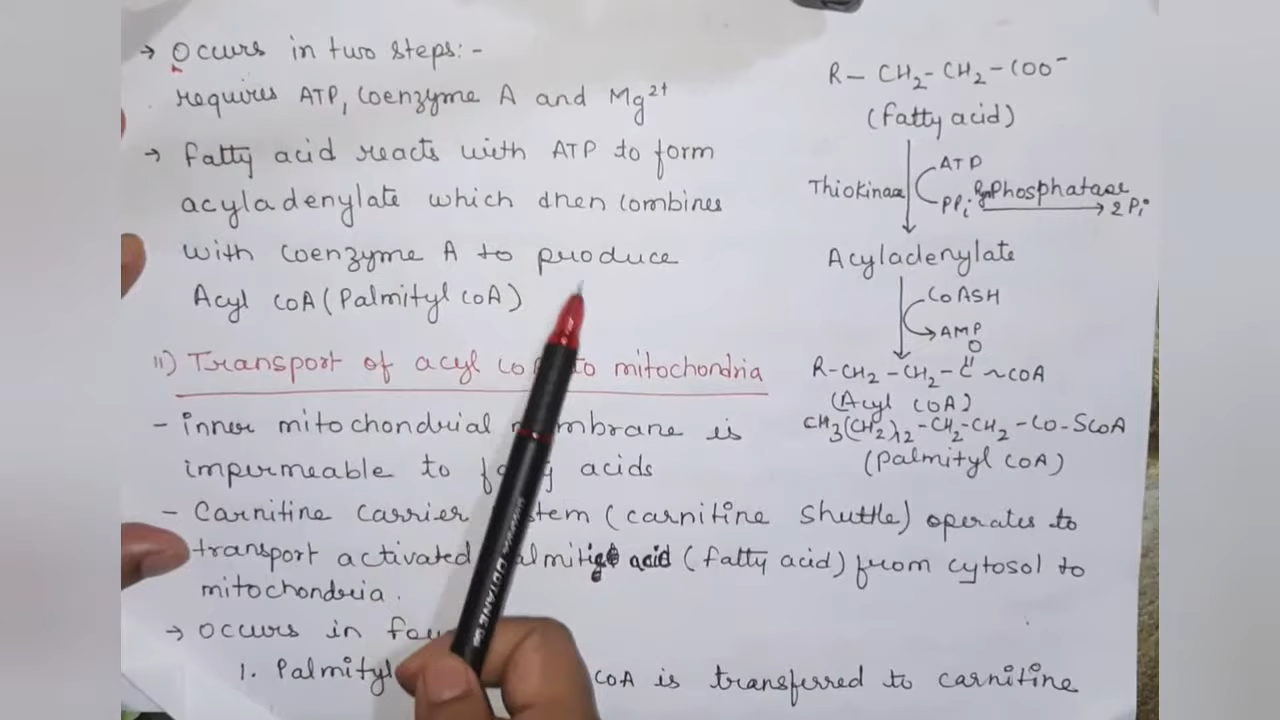 → Occurs in two steps:-
requires ATP, Coenzyme A and Mg²⁺
→ Fatty acid reacts with ATP to form
acyladenylate which then combines
with Coenzyme A to produce
Acyl CoA (Palmityl CoA)
ii) Transport of acyl to mitochondria
- inner mitochondrial is
impermeable to acids
- Carnitine carrier (carnitine shuttle) operates to
transport activated acid (fatty acid) from cytosol to
mitochondria.
→ occurs in
1. Palmityl CoA is transferred to carnitine
R-CH₂-CH₂-COO⁻
(fatty acid)
ATP
Thiokinase
PPi Pyrophosphatase 2Pi
Acyladenylate
CoASH
AMP
O
R-CH₂-CH₂-C~CoA
(Acyl CoA)
CH₃(CH₂)₁₂-CH₂-CH₂-CO-SCoA
(Palmityl CoA)